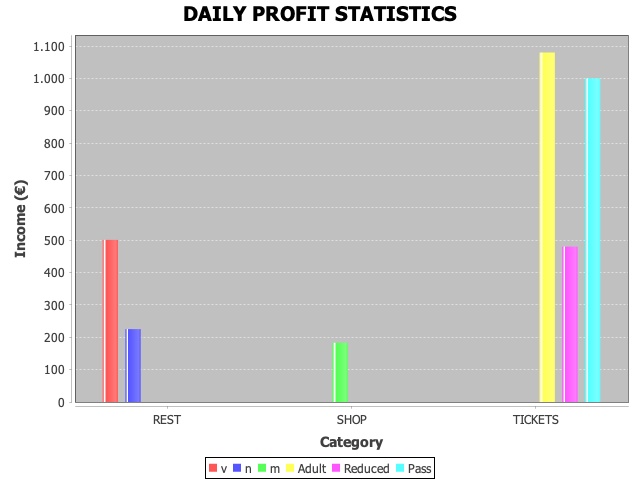 DAILY PROFIT STATISTICS
1.100
1.000
900
800
700
600
500
400
300
200
100
0
Income (€)
REST SHOP TICKETS
Category
v n m Adult Reduced Pass